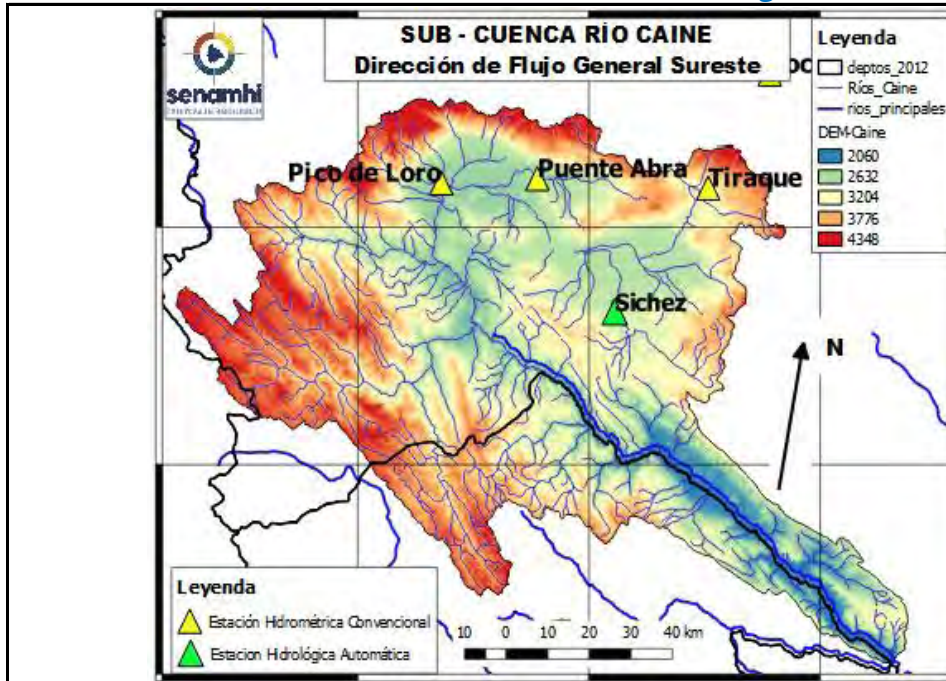 SUB - CUENCA RÍO CAINE
Dirección de Flujo General Sureste
senamhi
Leyenda
deptos_2012
Ríos_Caine
rios_principales
DEM-Caine
2060
2632
3204
3776
4348
oc
Pico de Loro
Puente Abra
Tiraque
Sichez
N
Leyenda
Estación Hidrométrica Convencional
Estacion Hidrológica Automática
10 0 10 20 30 40 km